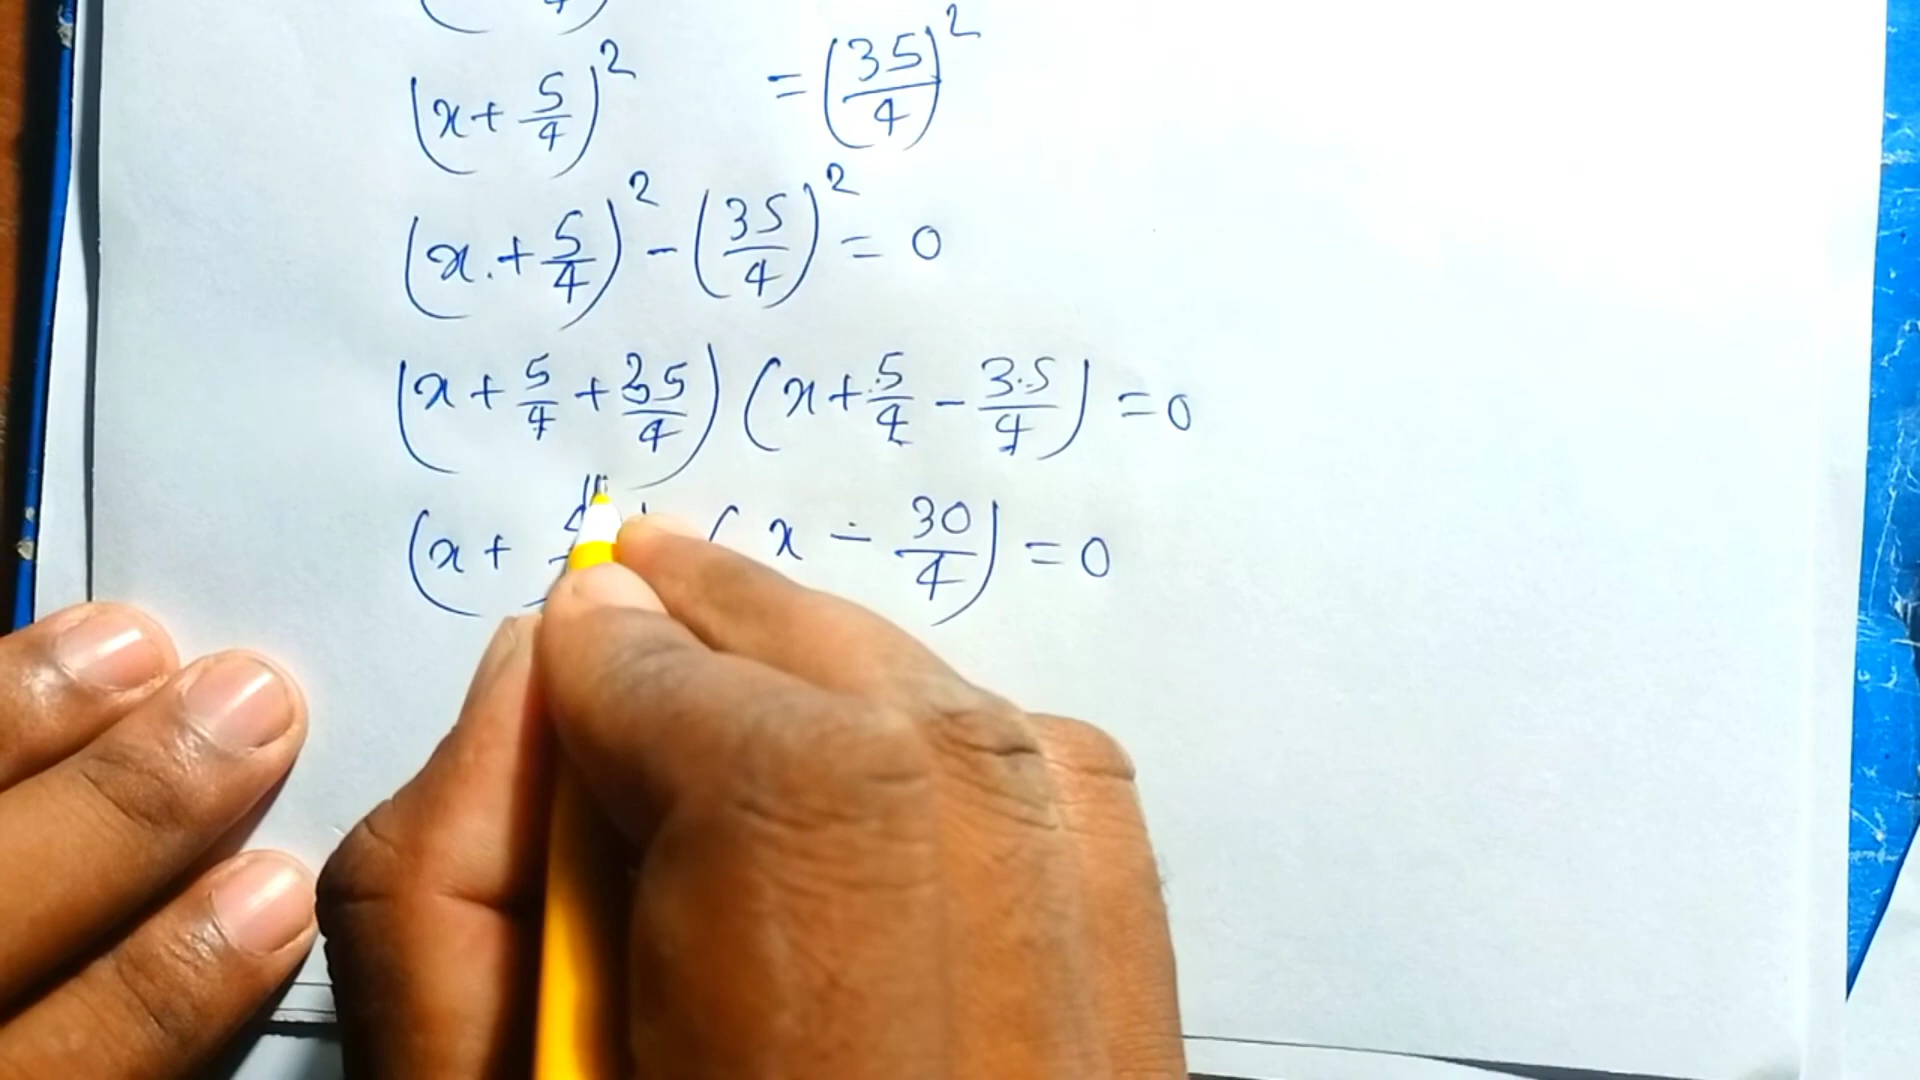 (x + 5/4)² = (35/4)²
(x + 5/4)² - (35/4)² = 0
(x + 5/4 + 35/4) (x + 5/4 - 35/4) = 0
(x + 4 ( x - 30/4) = 0